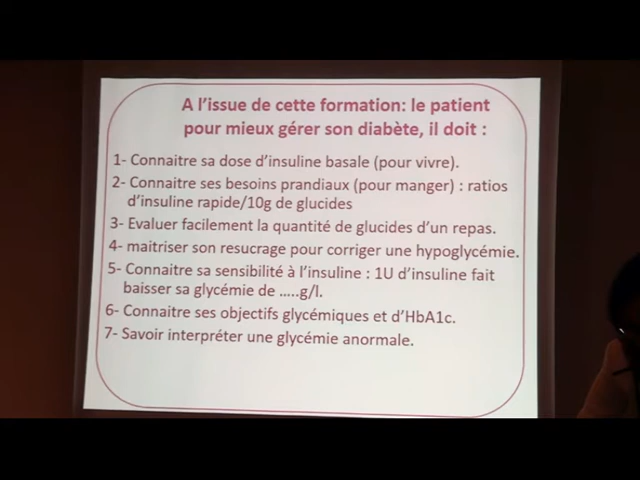 A l'issue de cette formation: le patient
pour mieux gérer son diabète, il doit :
1- Connaitre sa dose d'insuline basale (pour vivre).
2- Connaitre ses besoins prandiaux (pour manger) : ratios
d'insuline rapide/10g de glucides
3- Evaluer facilement la quantité de glucides d'un repas.
4- maitriser son resucrage pour corriger une hypoglycémie.
5- Connaitre sa sensibilité à l'insuline : 1U d'insuline fait
baisser sa glycémie de …..g/l.
6- Connaitre ses objectifs glycémiques et d'HbA1c.
7- Savoir interpréter une glycémie anormale.